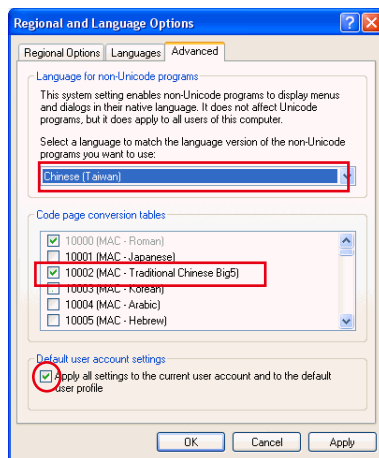 Regional and Language Options
Regional Options
Languages
Advanced
Language for non-Unicode programs
This system setting enables non-Unicode programs to display menus
and dialogs in their native language. It does not affect Unicode
programs, but it does apply to all users of this computer.
Select a language to match the language version of the non-Unicode
programs you want to use:
Chinese (Taiwan)
Code page conversion tables
10000 (MAC - Roman)
10001 (MAC - Japanese)
10002 (MAC - Traditional Chinese Big5)
10003 (MAC - Korean)
10004 (MAC - Arabic)
10005 (MAC - Hebrew)
Default user account settings
Apply all settings to the current user account and to the default
user profile
OK
Cancel
Apply